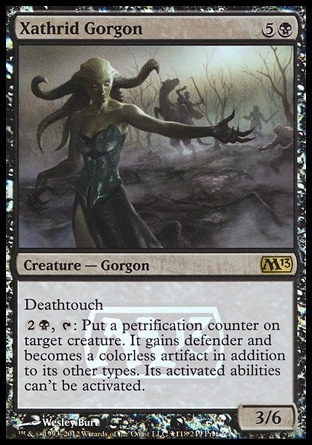 Xathrid Gorgon 5
Creature — Gorgon M13
Deathtouch
2 , : Put a petrification counter on
target creature. It gains defender and
becomes a colorless artifact in addition
to its other types. Its activated abilities
can't be activated.
Wesley Burt
3/6